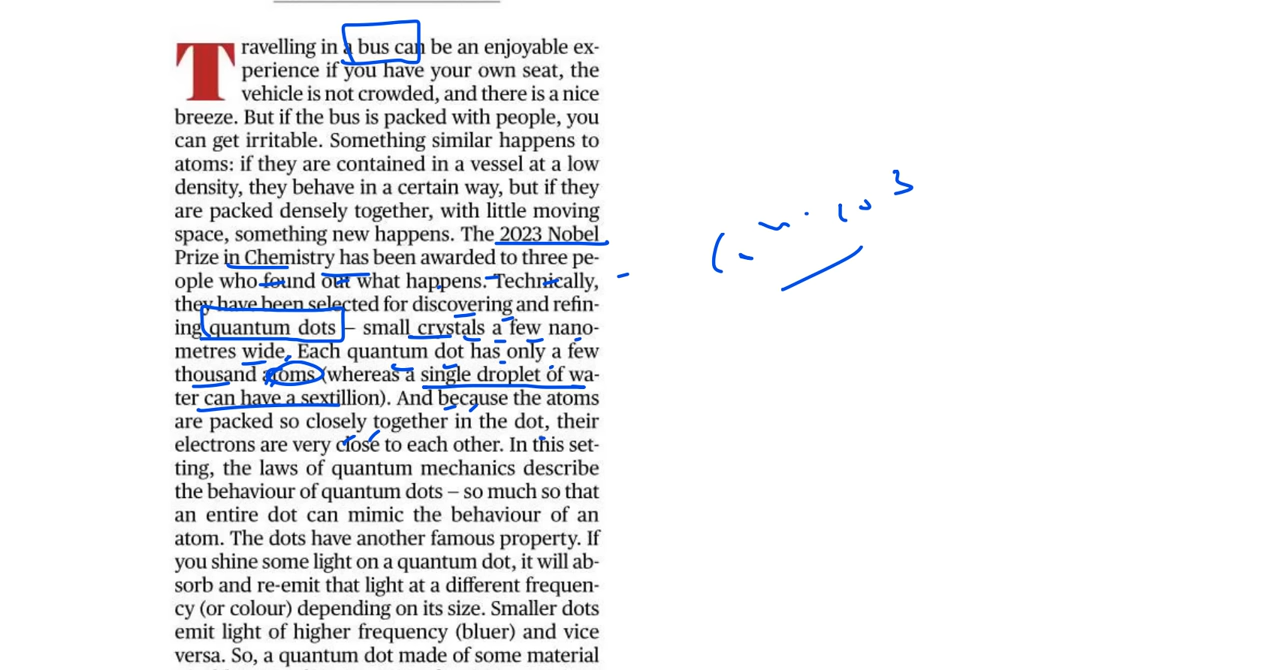 Travelling in a bus can be an enjoyable ex-
perience if you have your own seat, the
vehicle is not crowded, and there is a nice
breeze. But if the bus is packed with people, you
can get irritable. Something similar happens to
atoms: if they are contained in a vessel at a low
density, they behave in a certain way, but if they
are packed densely together, with little moving
space, something new happens. The 2023 Nobel
Prize in Chemistry has been awarded to three pe-
ople who found out what happens. Technically,
they have been selected for discovering and refin-
ing quantum dots – small crystals a few nano-
metres wide. Each quantum dot has only a few
thousand atoms (whereas a single droplet of wa-
ter can have a sextillion). And because the atoms
are packed so closely together in the dot, their
electrons are very close to each other. In this set-
ting, the laws of quantum mechanics describe
the behaviour of quantum dots – so much so that
an entire dot can mimic the behaviour of an
atom. The dots have another famous property. If
you shine some light on a quantum dot, it will ab-
sorb and re-emit that light at a different frequen-
cy (or colour) depending on its size. Smaller dots
emit light of higher frequency (bluer) and vice
versa. So, a quantum dot made of some material